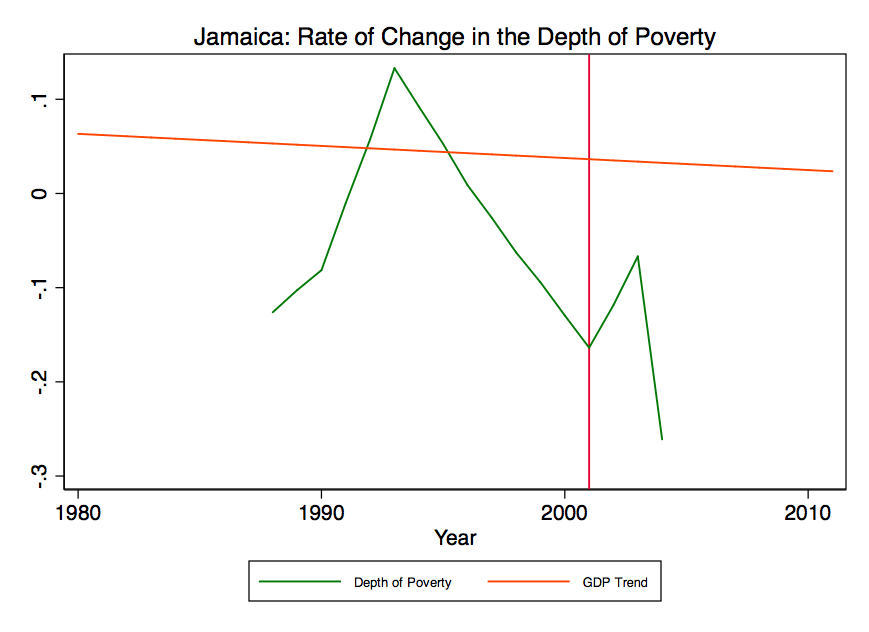 Jamaica: Rate of Change in the Depth of Poverty
.1
0
-.1
-.2
-.3
1980 1990 2000 2010
Year
Depth of Poverty GDP Trend